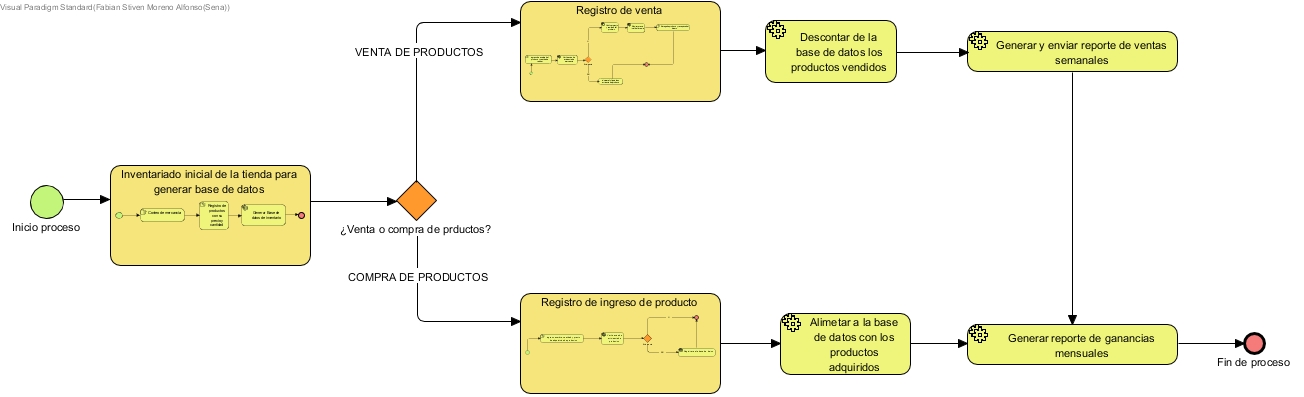 Visual Paradigm Standard(Fabian Stiven Moreno Alfonso(Sena))
Registro de venta
VENTA DE PRODUCTOS
Descontar de la
base de datos los
productos vendidos
Generar y enviar reporte de ventas
semanales
Inventariado inicial de la tienda para
generar base de datos
Conteo de mercancia
Registro de
productos
con su
precio y
cantidad
Generar Base de
datos de inventario
Inicio proceso
¿Venta o compra de prductos?
COMPRA DE PRODUCTOS
Registro de ingreso de producto
Alimetar a la base
de datos con los
productos
adquiridos
Generar reporte de ganancias
mensuales
Fin de proceso